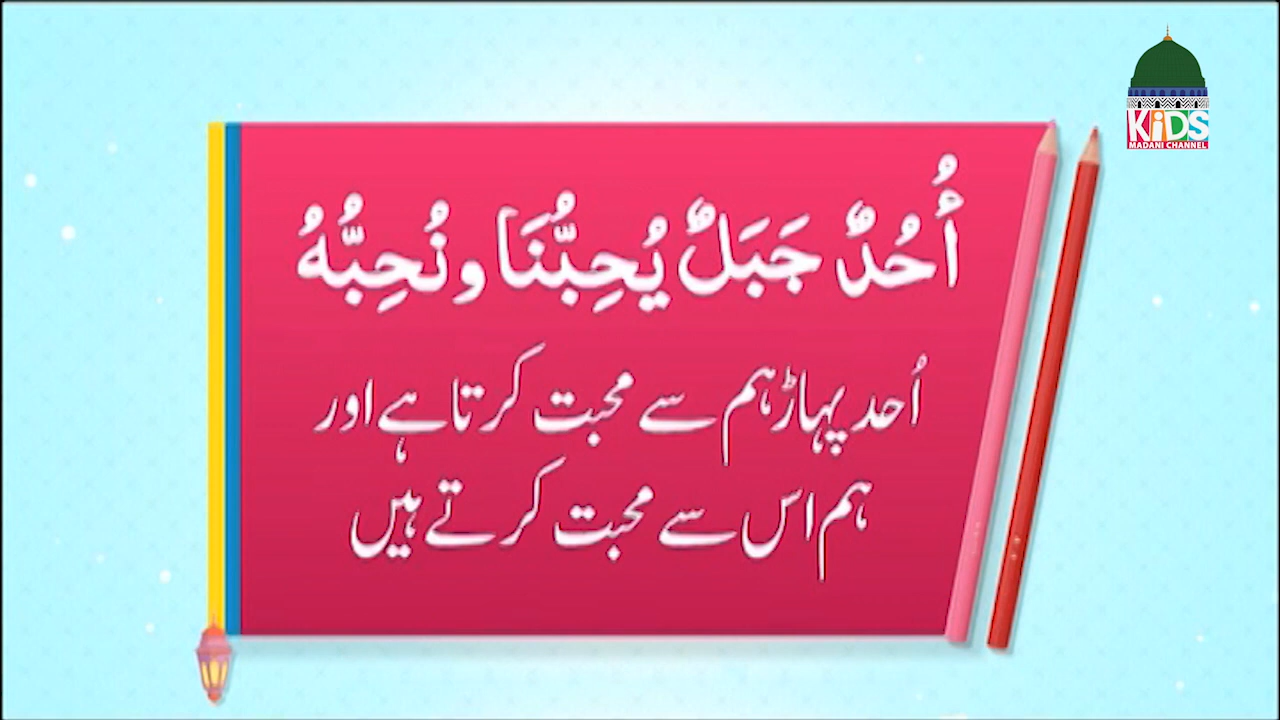 أُحُدٌ جَبَلٌ يُحِبُّنَا و نُحِبُّهُ
اُحد پہاڑ ہم سے محبت کرتا ہے اور
ہم اس سے محبت کرتے ہیں
KiDS
MADANI CHANNEL